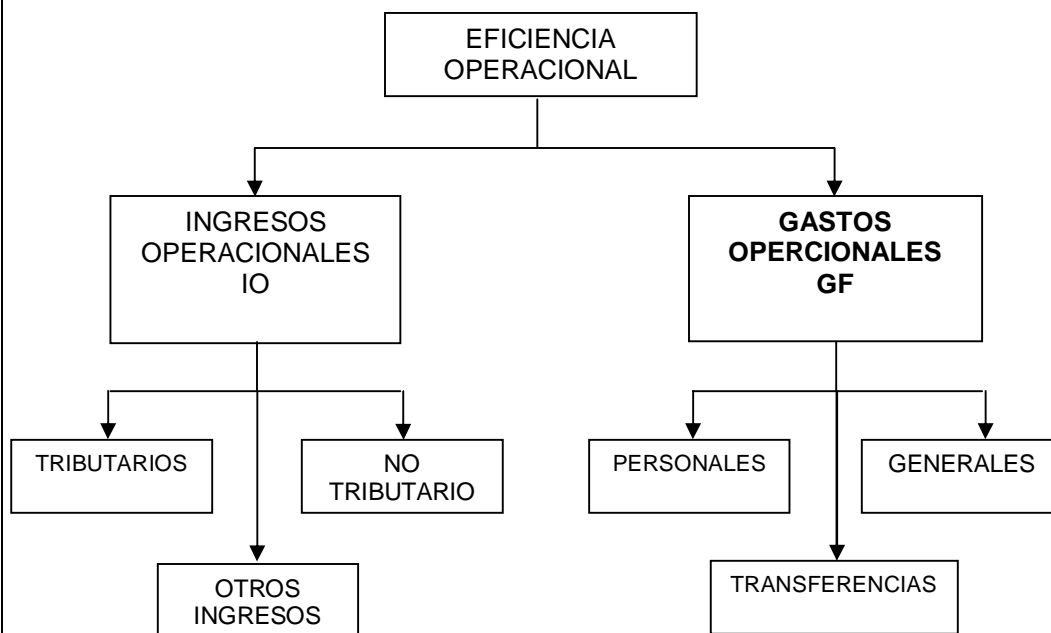 EFICIENCIA
OPERACIONAL
INGRESOS
OPERACIONALES
IO
GASTOS
OPERCIONALES
GF
TRIBUTARIOS
NO
TRIBUTARIO
PERSONALES
GENERALES
OTROS
INGRESOS
TRANSFERENCIAS